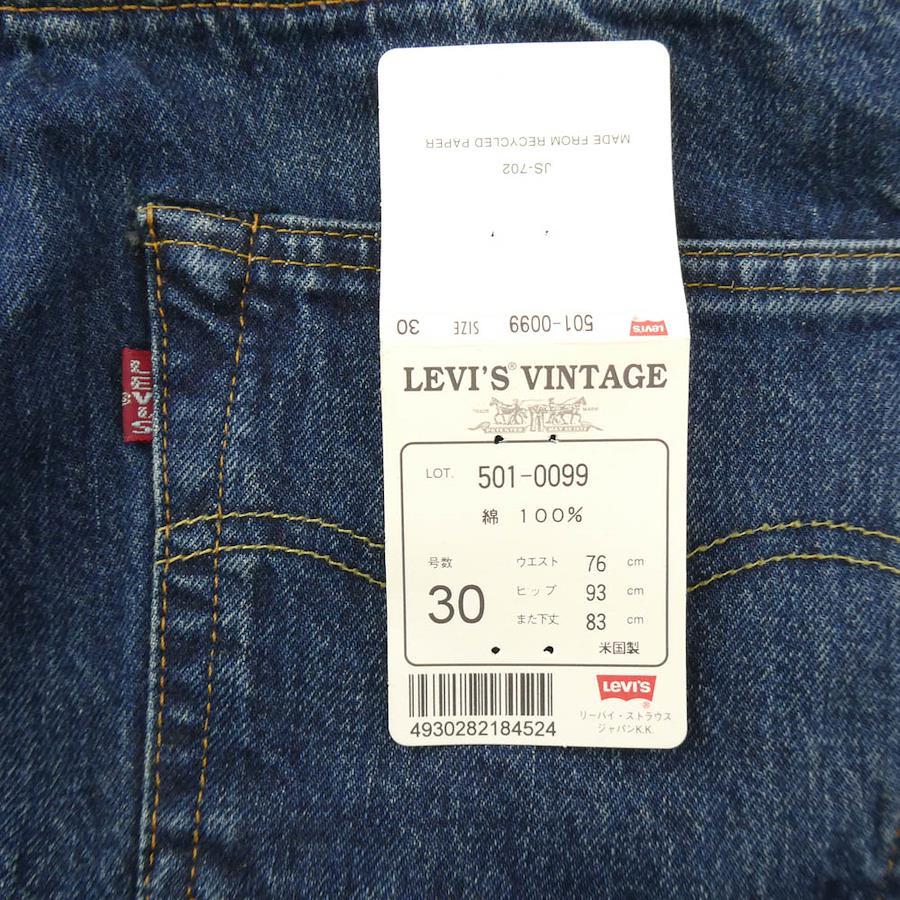 MADE FROM RECYCLED PAPER
JS-702
LEVI'S 501-0099 SIZE 30
LEVI'S® VINTAGE
TRADE MARK
LOT. 501-0099
綿 100%
号数 30
ウエスト 76 cm
ヒップ 93 cm
また下丈 83 cm
米国製
LEVI'S®
4930282184524
リーバイ・ストラウス
ジャパンK.K.
LEVI'S
®